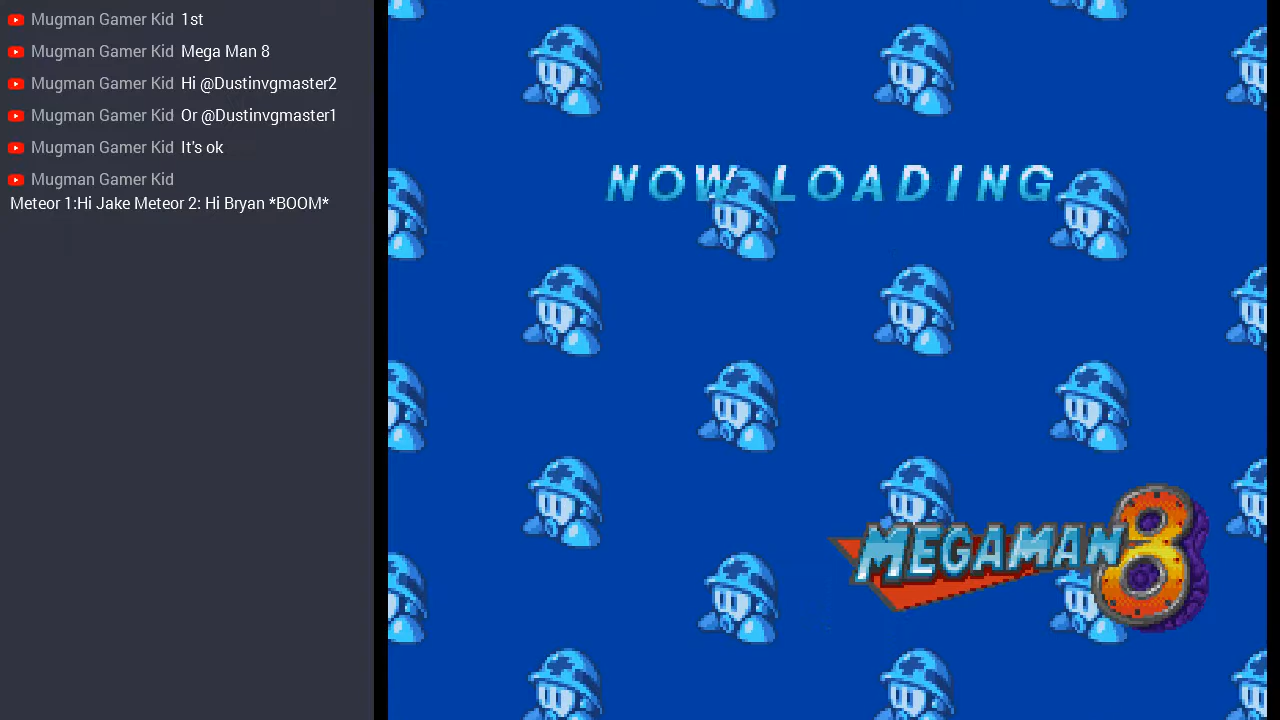 Mugman Gamer Kid 1st
Mugman Gamer Kid Mega Man 8
Mugman Gamer Kid Hi @Dustinvgmaster2
Mugman Gamer Kid Or @Dustinvgmaster1
Mugman Gamer Kid It's ok
Mugman Gamer Kid
Meteor 1:Hi Jake Meteor 2: Hi Bryan *BOOM*
NOW LOADING
MEGAMAN 8